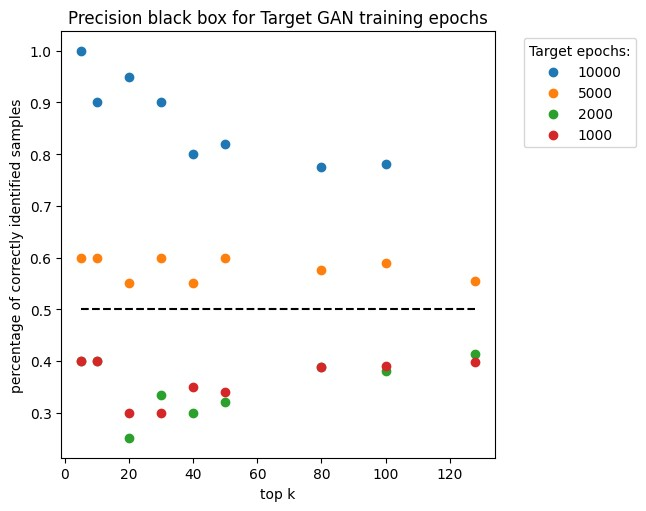 Precision black box for Target GAN training epochs
Target epochs:
10000
5000
2000
1000
percentage of correctly identified samples
1.0
0.9
0.8
0.7
0.6
0.5
0.4
0.3
0 20 40 60 80 100 120
top k